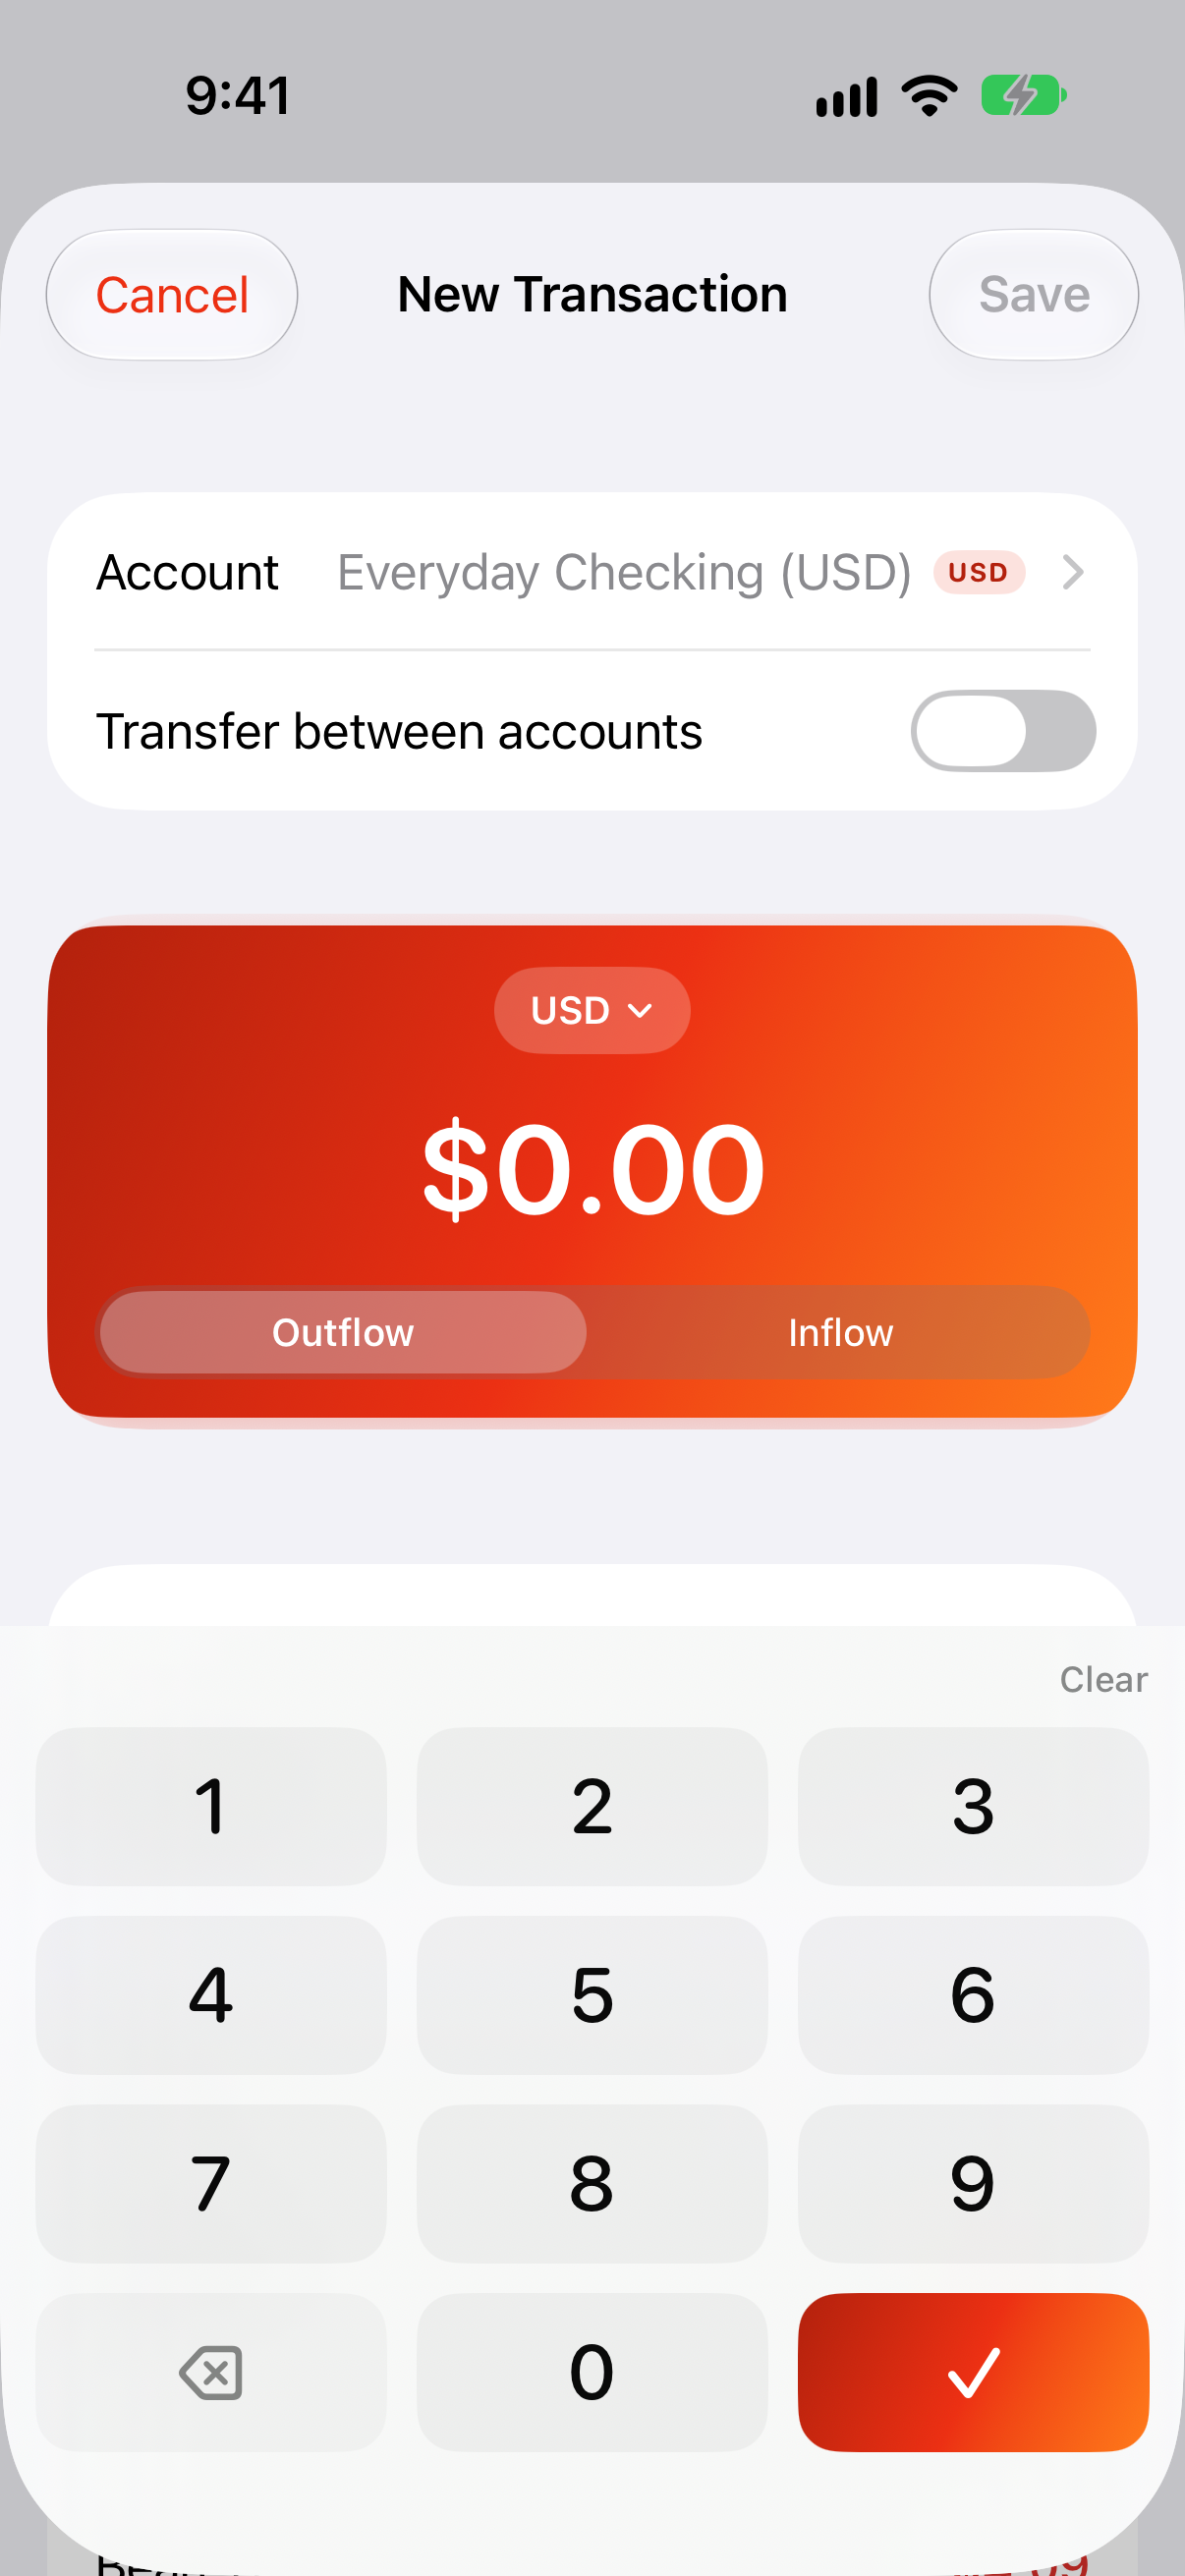 9:41
Cancel New Transaction Save
Account Everyday Checking (USD) USD
Transfer between accounts
USD
$0.00
Outflow Inflow
Clear
1 2 3
4 5 6
7 8 9
0